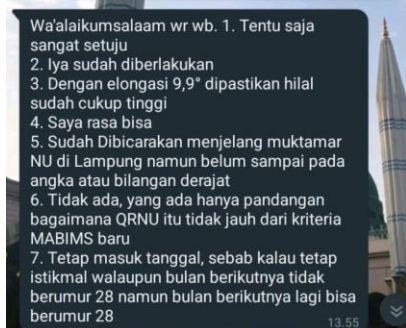 Wa'alaikumsalaam wr wb. 1. Tentu saja
sangat setuju
2. Iya sudah diberlakukan
3. Dengan elongasi 9,9° dipastikan hilal
sudah cukup tinggi
4. Saya rasa bisa
5. Sudah Dibicarakan menjelang muktamar
NU di Lampung namun belum sampai pada
angka atau bilangan derajat
6. Tidak ada, yang ada hanya pandangan
bagaimana QRNU itu tidak jauh dari kriteria
MABIMS baru
7. Tetap masuk tanggal, sebab kalau tetap
istikmal walaupun bulan berikutnya tidak
berumur 28 namun bulan berikutnya lagi bisa
berumur 28
13.55